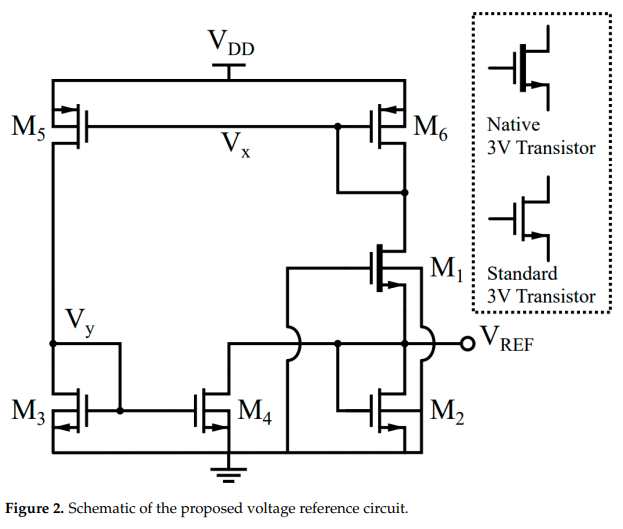 VDD
M5
Vx
M6
Native
3V Transistor
M1
Standard
3V Transistor
Vy
VREF
M3
M4
M2
Figure 2. Schematic of the proposed voltage reference circuit.